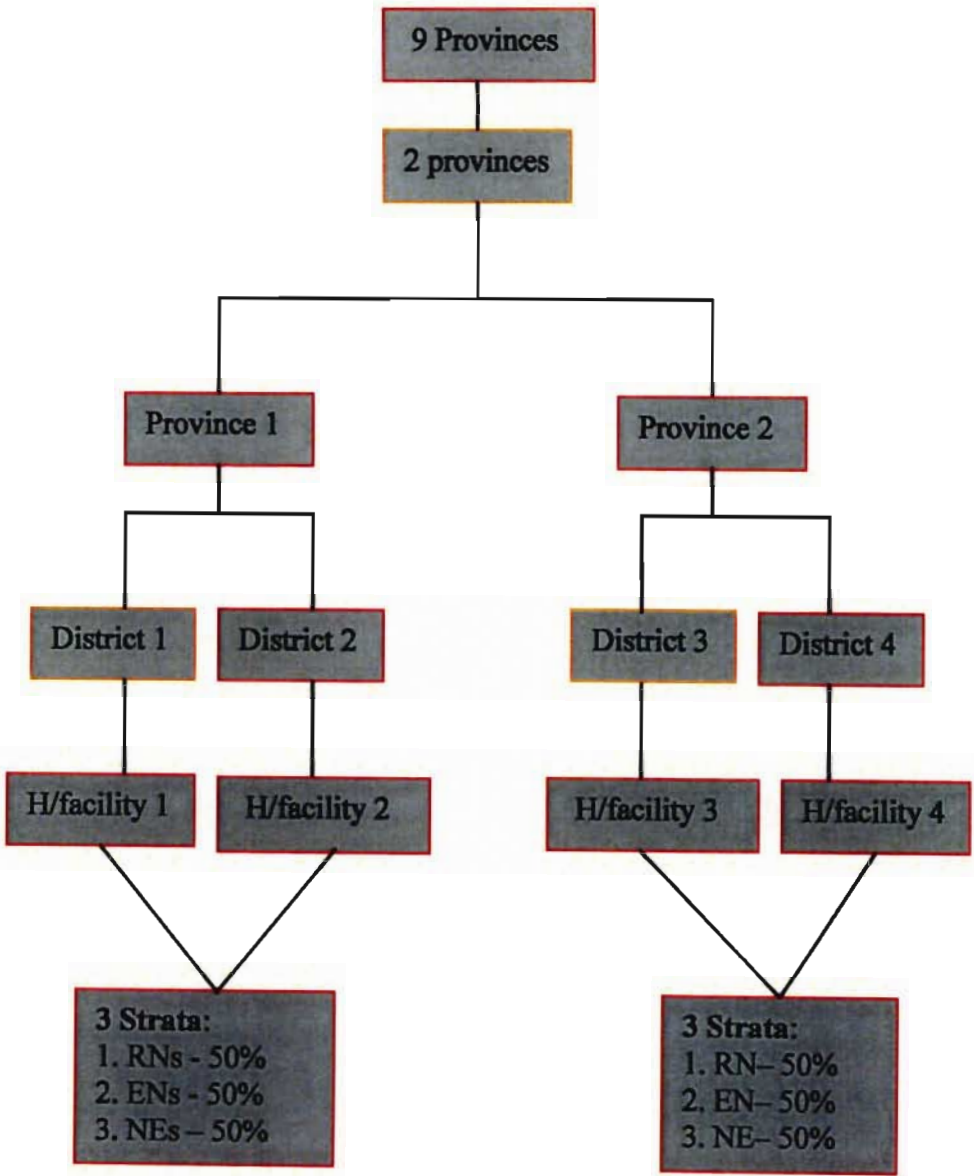 9 Provinces
2 provinces
Province 1
Province 2
District 1
District 2
District 3
District 4
H/facility 1
H/facility 2
H/facility 3
H/facility 4
3 Strata:
1. RNs - 50%
2. ENs - 50%
3. NEs – 50%
3 Strata:
1. RN– 50%
2. EN– 50%
3. NE– 50%